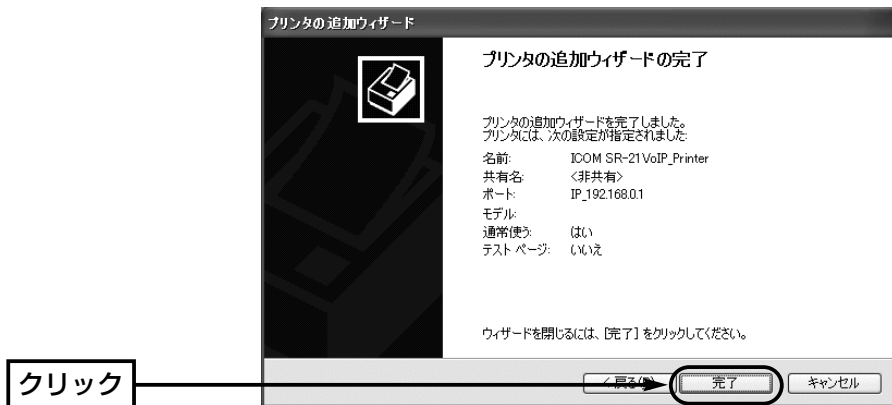 プリンタの追加ウィザード
プリンタの追加ウィザードの完了
プリンタの追加ウィザードを完了しました。
プリンタには、次の設定が指定されました:
名前: ICOM SR-21VoIP_Printer
共有名: <非共有>
ポート: IP_192.168.0.1
モデル:
通常使う: はい
テスト ページ: いいえ
ウィザードを閉じるには、[完了] をクリックしてください。
クリック
< 戻る(B) 完了 キャンセル